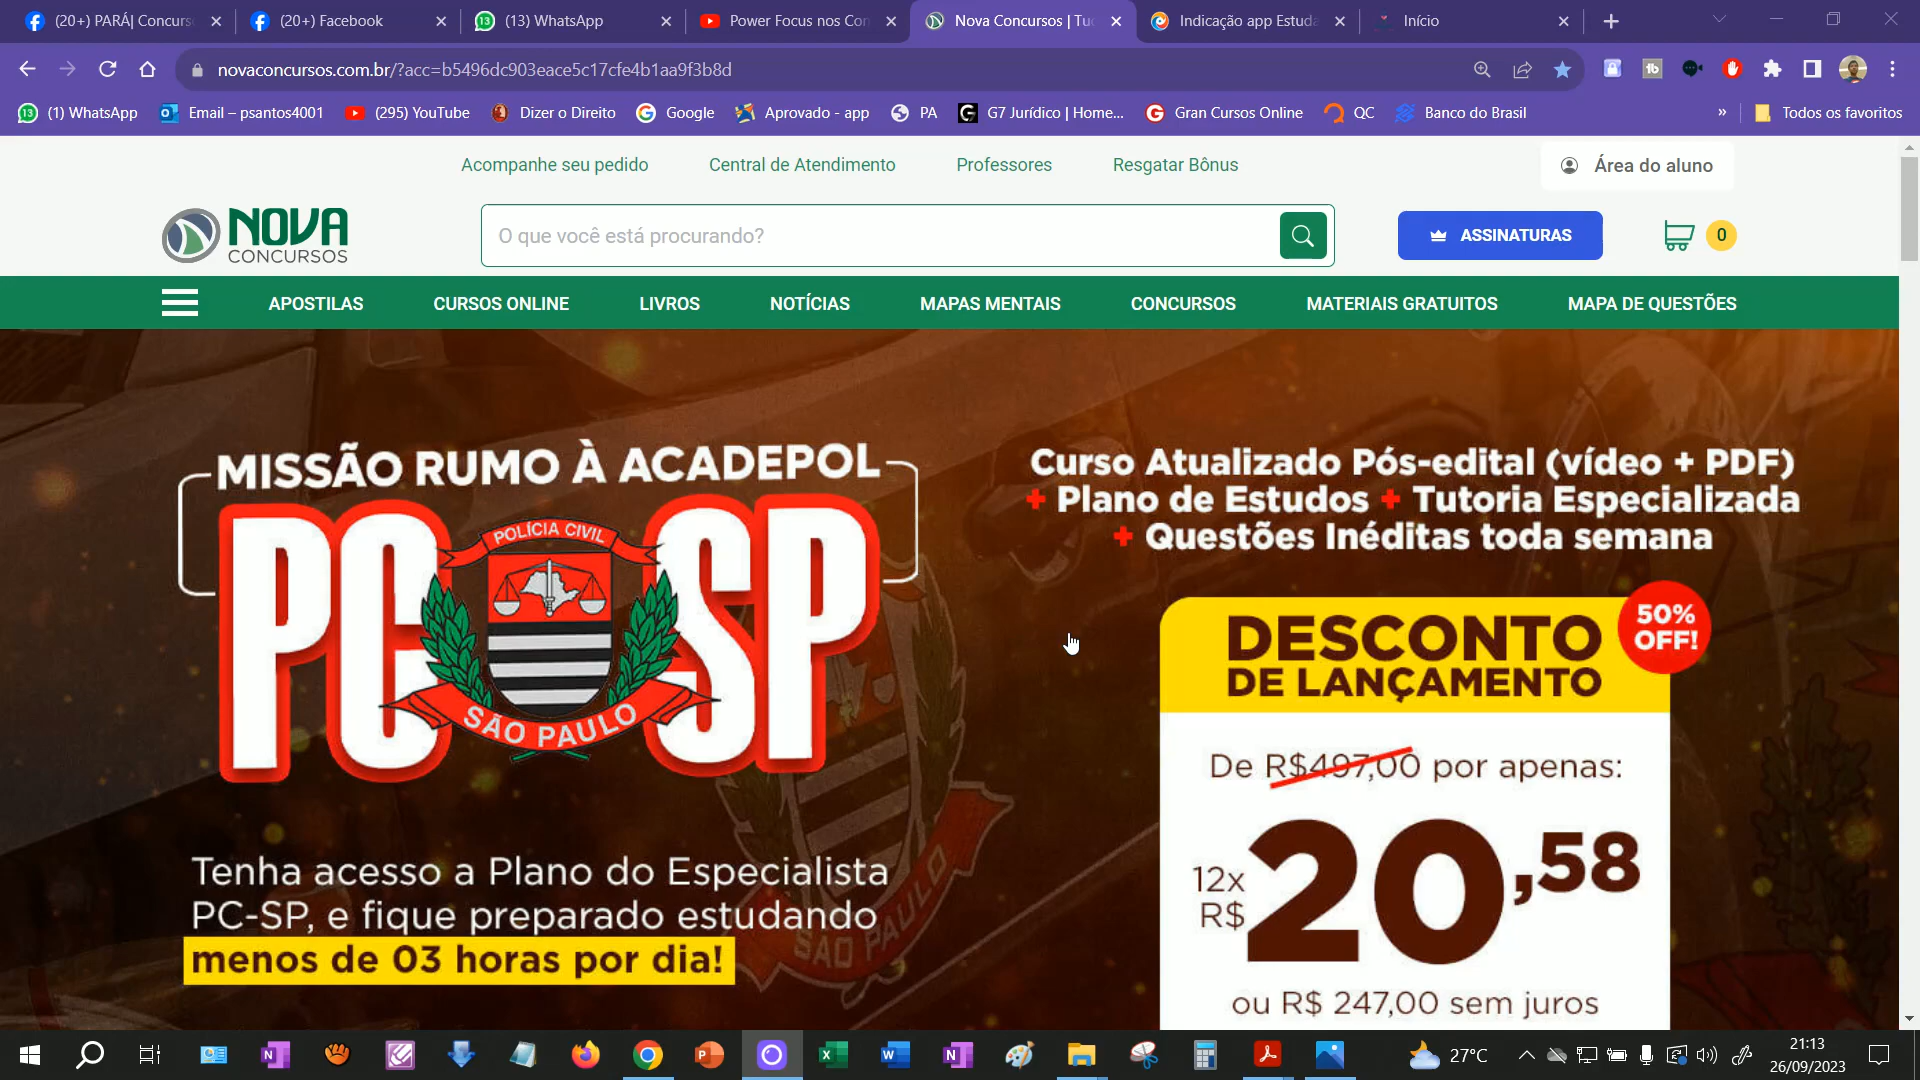 (20+) PARÁ| Concurs
(20+) Facebook
(13) WhatsApp
Power Focus nos Con
Nova Concursos | Tu
Indicação app Estuda
Início
novaconcursos.com.br/?acc=b5496dc903eace5c17cfe4b1aa9f3b8d
(1) WhatsApp
Email – psantos4001
(295) YouTube
Dizer o Direito
Google
Aprovado - app
PA
G7 Jurídico | Home...
Gran Cursos Online
QC
Banco do Brasil
»
Todos os favoritos
Acompanhe seu pedido
Central de Atendimento
Professores
Resgatar Bônus
Área do aluno
NOVA
CONCURSOS
O que você está procurando?
ASSINATURAS
0
APOSTILAS
CURSOS ONLINE
LIVROS
NOTÍCIAS
MAPAS MENTAIS
CONCURSOS
MATERIAIS GRATUITOS
MAPA DE QUESTÕES
MISSÃO RUMO À ACADEPOL
PC SP
POLÍCIA CIVIL
SÃO PAULO
SÃO PAULO
Tenha acesso a Plano do Especialista
PC-SP, e fique preparado estudando
menos de 03 horas por dia!
Curso Atualizado Pós-edital (vídeo + PDF)
+ Plano de Estudos + Tutoria Especializada
+ Questões Inéditas toda semana
50%
OFF!
DESCONTO
DE LANÇAMENTO
De R$497,00 por apenas:
12x
R$
20,58
ou R$ 247,00 sem juros
27°C
21:13
26/09/2023